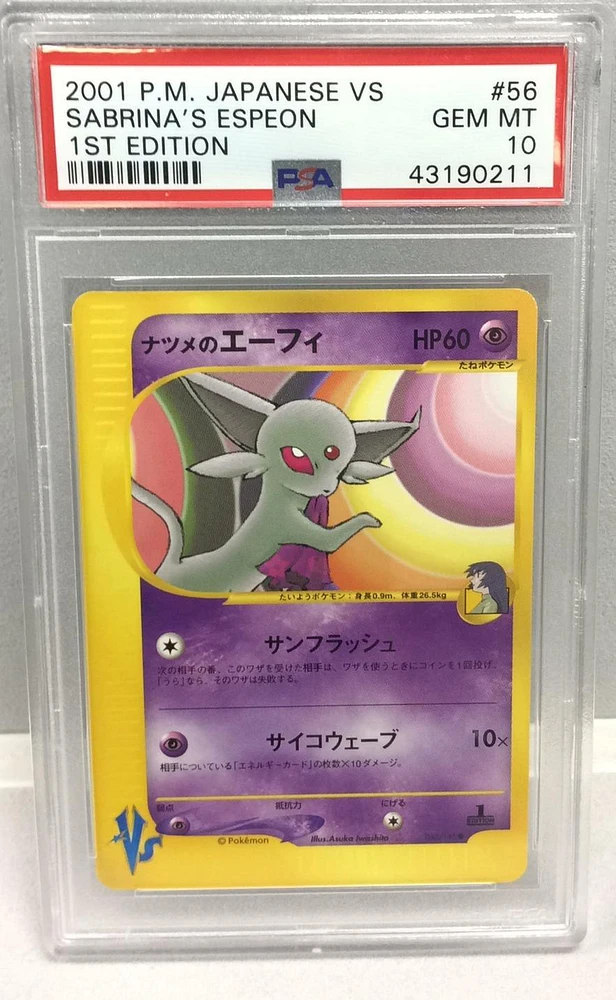 2001 P.M. JAPANESE VS #56
SABRINA'S ESPEON GEM MT
1ST EDITION 10
PSA 43190211
ナツメのエーフィ HP60
たねポケモン
たいようポケモン：身長0.9m、体重26.5kg
サンフラッシュ
次の相手の番、このワザを受けた相手は、ワザを使うときにコインを1回投げ、
「うら」なら、そのワザは失敗する。
サイコウェーブ 10×
相手についている「エネルギーカード」の枚数×10ダメージ。
弱点 抵抗力 にげる
1
EDITION
VS
©Pokémon Illus. Asuka Iwashita